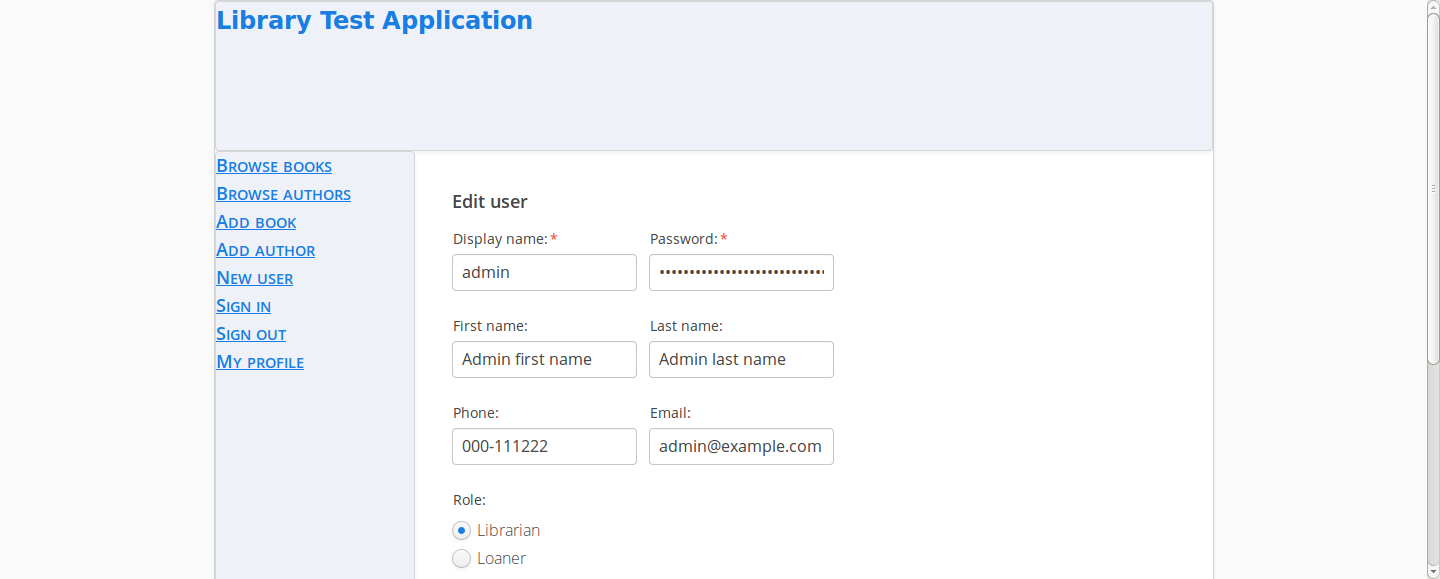 Library Test Application
Browse books
Browse authors
Add book
Add author
New user
Sign in
Sign out
My profile
Edit user
Display name: * Password: *
admin ••••••••••••••••••••••••••••
First name: Last name:
Admin first name Admin last name
Phone: Email:
000-111222 admin@example.com
Role:
Librarian
Loaner